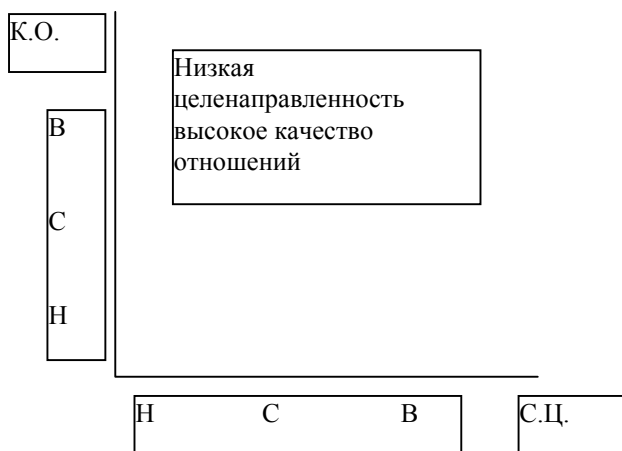 К.О.
Низкая
целенаправленность
высокое качество
отношений
В
С
Н
Н С В
С.Ц.